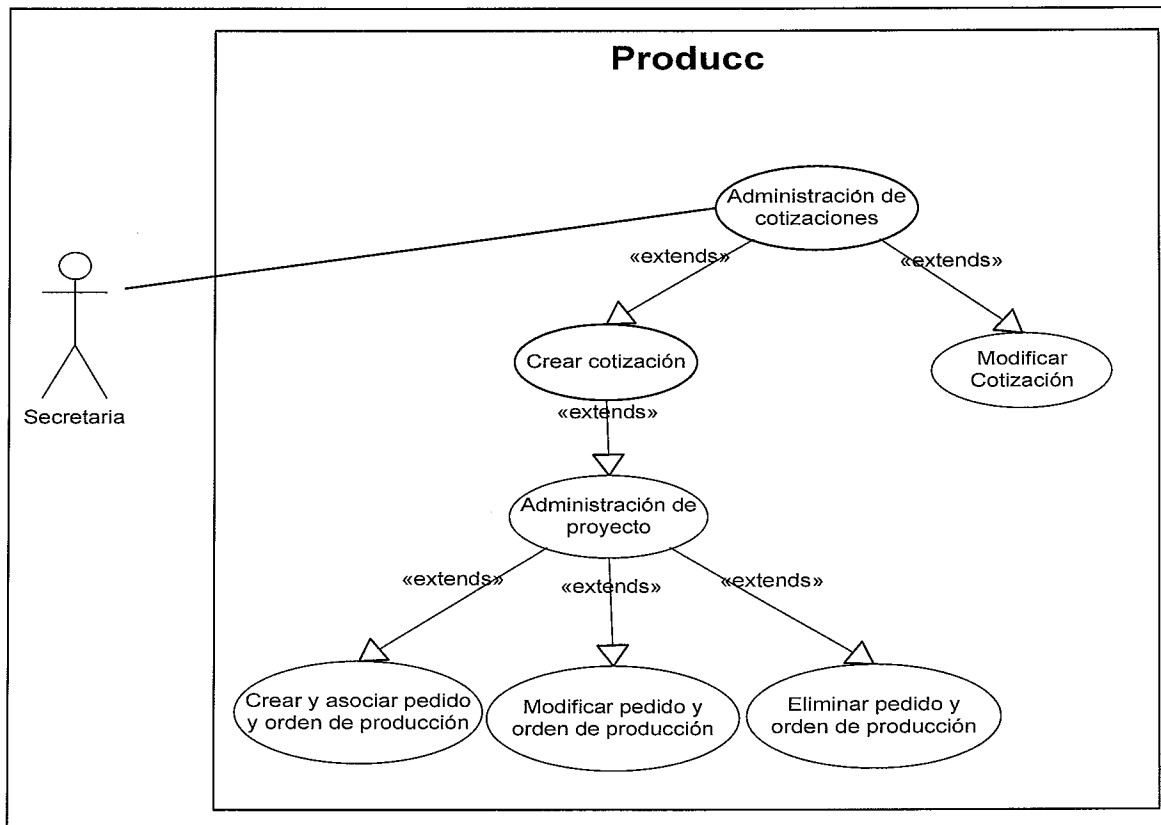 Producc
Administración de
cotizaciones
«extends»
«extends»
Crear cotización
Modificar
Cotización
Secretaria
«extends»
Administración de
proyecto
«extends»
«extends»
«extends»
Crear y asociar pedido
y orden de producción
Modificar pedido y
orden de producción
Eliminar pedido y
orden de producción